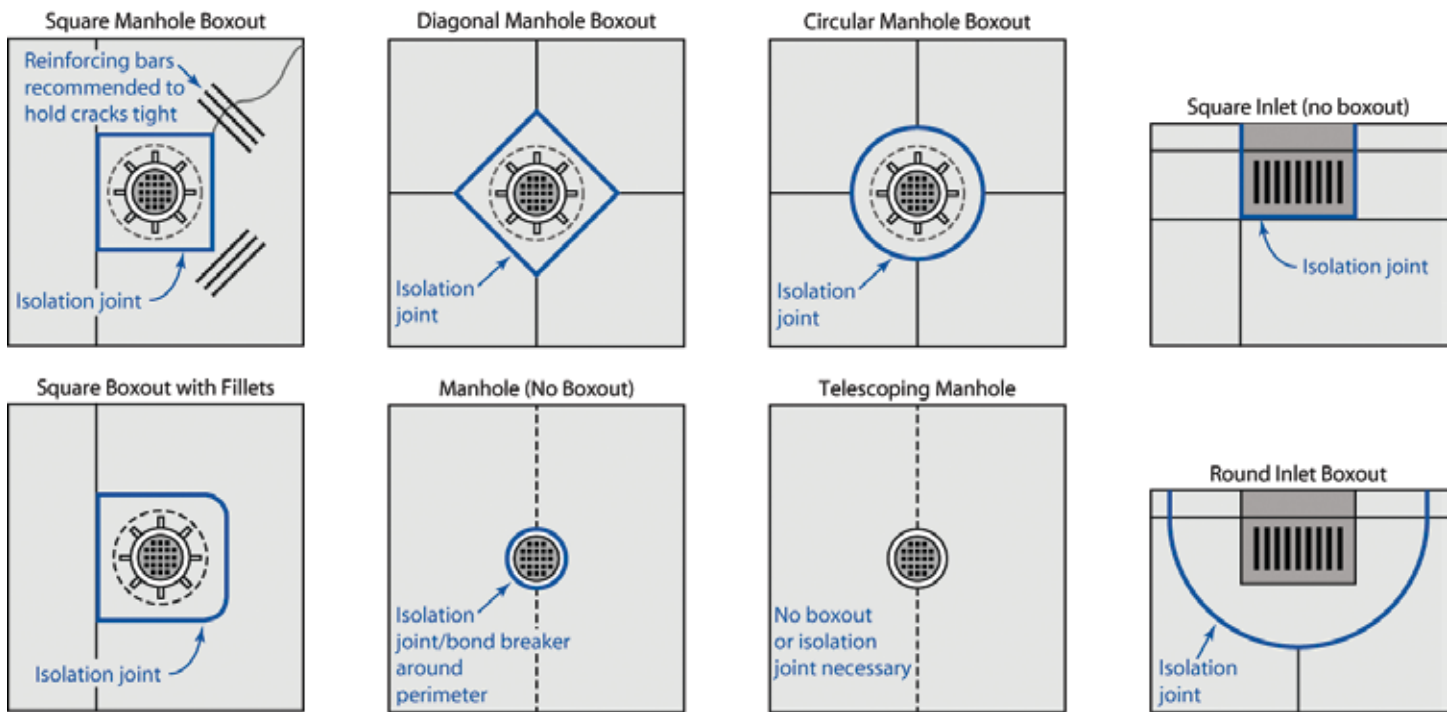 Square Manhole Boxout
Reinforcing bars
recommended to
hold cracks tight
Isolation joint
Diagonal Manhole Boxout
Isolation
joint
Circular Manhole Boxout
Isolation
joint
Square Inlet (no boxout)
Isolation joint
Square Boxout with Fillets
Isolation joint
Manhole (No Boxout)
Isolation
joint/bond breaker
around
perimeter
Telescoping Manhole
No boxout
or isolation
joint necessary
Round Inlet Boxout
Isolation
joint